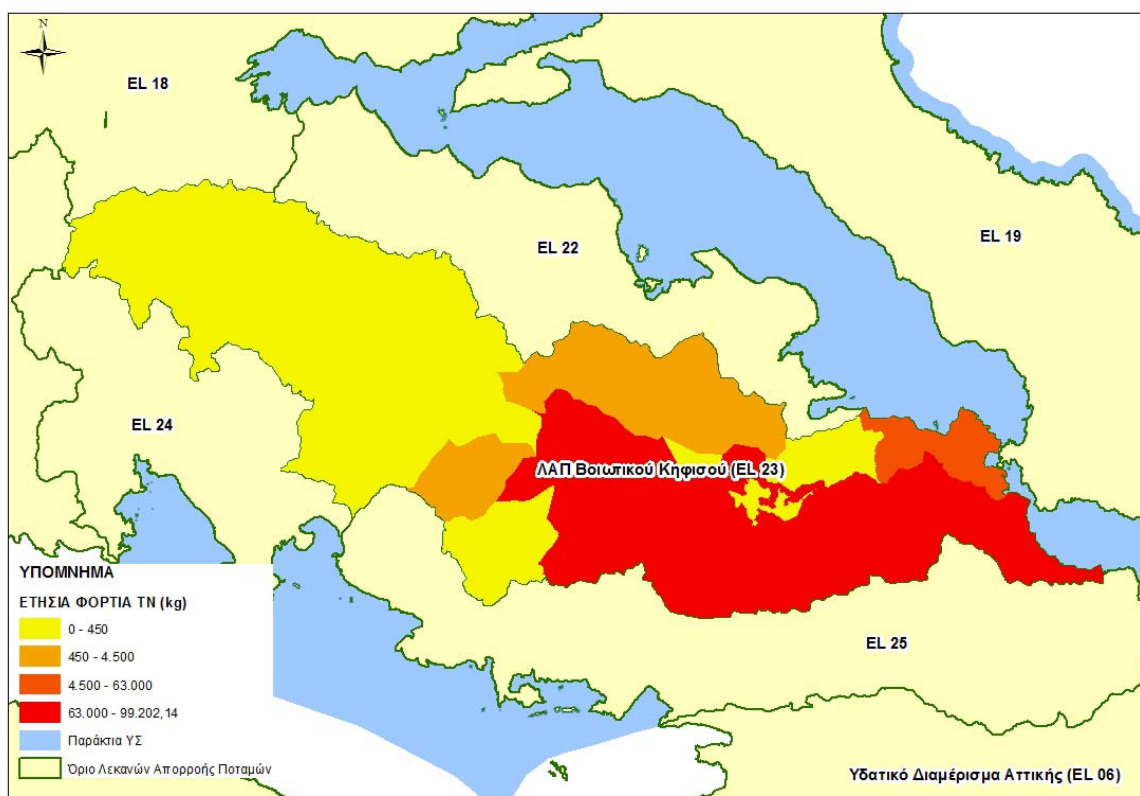 N
EL 18
EL 22
EL 19
EL 24
ΛΑΠ Βοιωτικού Κηφισού (EL 23)
EL 25
ΥΠΟΜΝΗΜΑ
ΕΤΗΣΙΑ ΦΟΡΤΙΑ TN (kg)
0 - 450
450 - 4.500
4.500 - 63.000
63.000 - 99.202,14
Παράκτια ΥΣ
Όριο Λεκανών Απορροής Ποταμών
Υδατικό Διαμέρισμα Αττικής (EL 06)